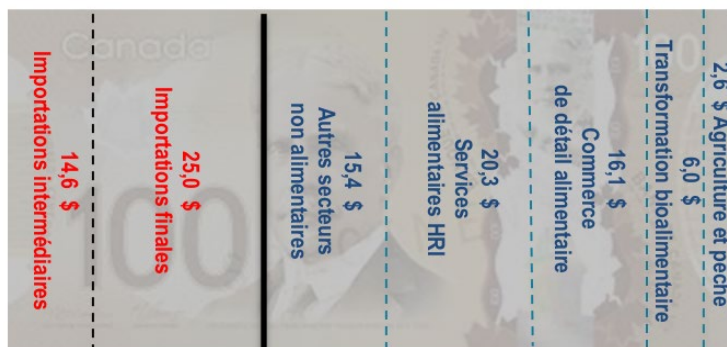 2,6 $ Agriculture et pêche
6,0 $
Transformation bioalimentaire
16,1 $
Commerce
de détail alimentaire
20,3 $
Services
alimentaires HRI
15,4 $
Autres secteurs
non alimentaires
25,0 $
Importations finales
14,6 $
Importations intermédiaires
Canada
100
100